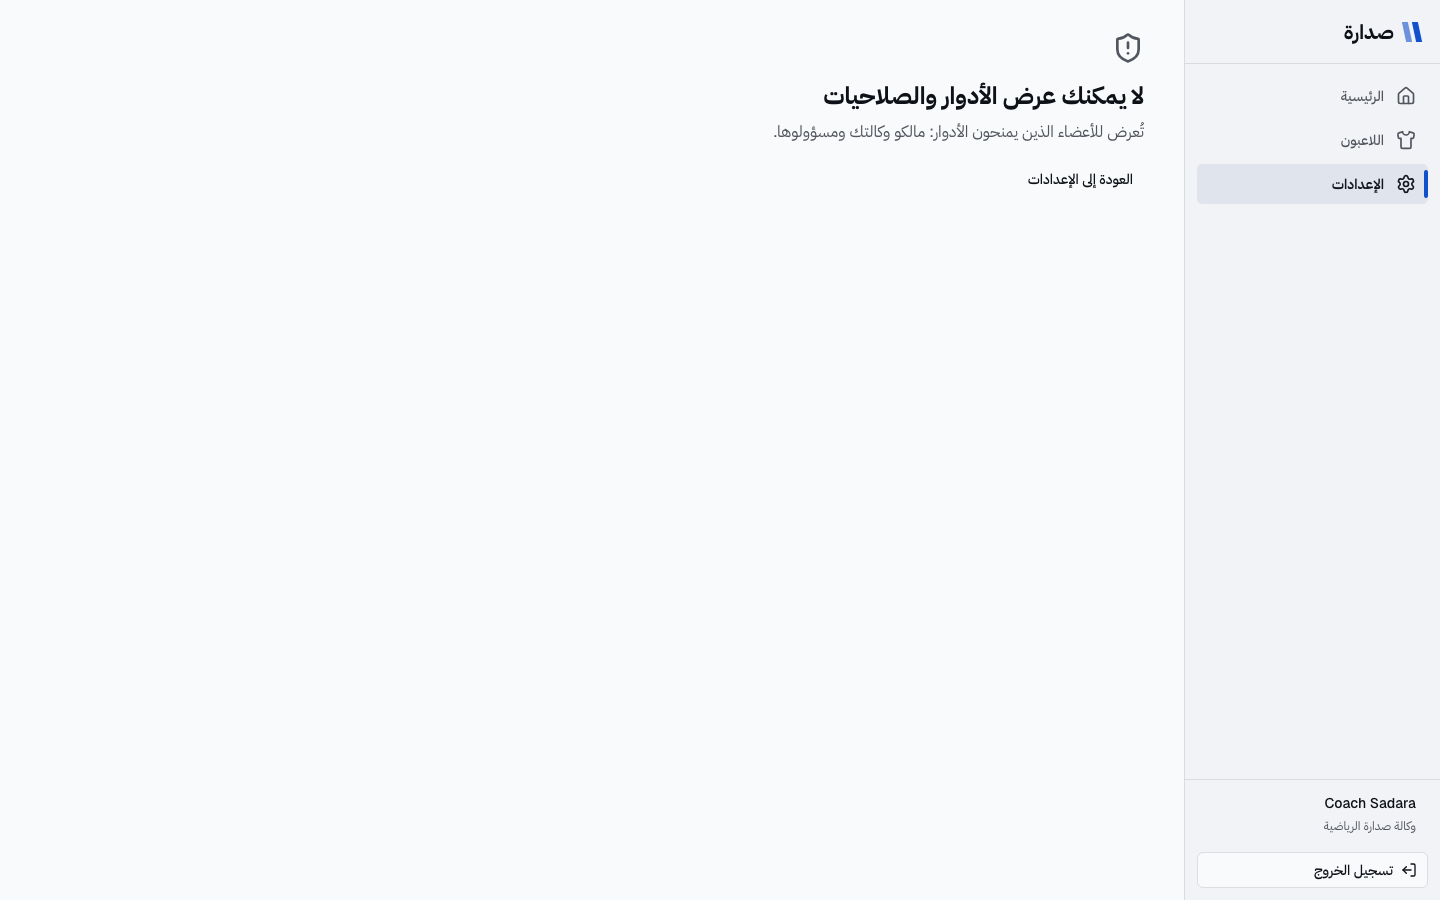 صدارة
الرئيسية
اللاعبون
الإعدادات
لا يمكنك عرض الأدوار والصلاحيات
تُعرض للأعضاء الذين يمنحون الأدوار: مالكو وكالتك ومسؤولوها.
العودة إلى الإعدادات
Coach Sadara
وكالة صدارة الرياضية
تسجيل الخروج